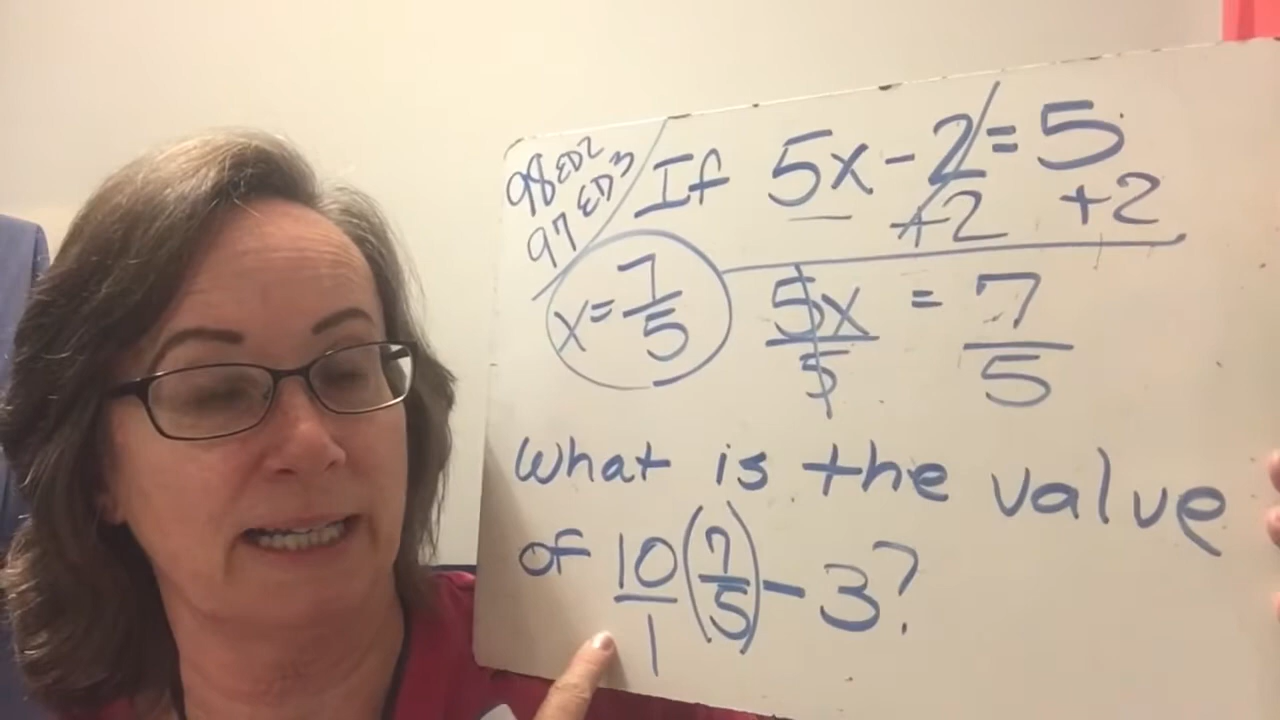 98 ED2
97 ED3
If 5x - 2 = 5
+2 +2
x = 7/5
5x/5 = 7/5
What is the value
of 10/1 (7/5) - 3?